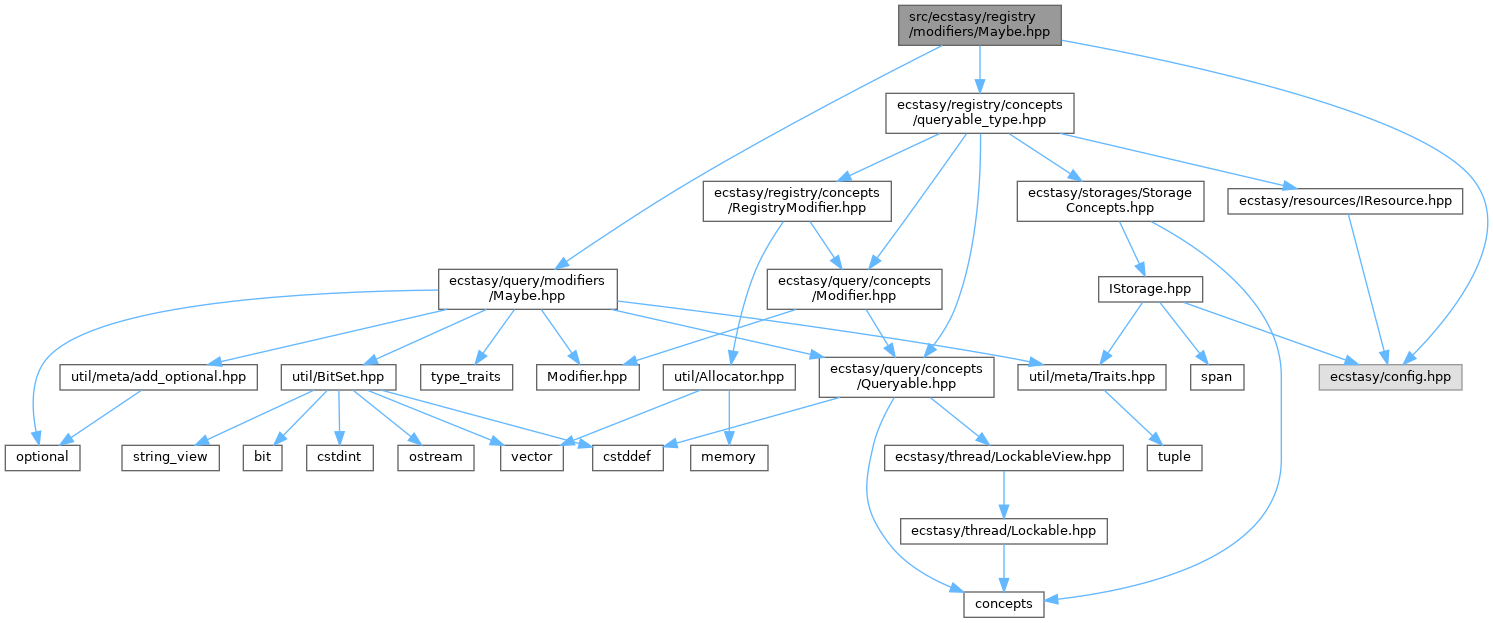 src/ecstasy/registry
/modifiers/Maybe.hpp
ecstasy/registry/concepts
/queryable_type.hpp
ecstasy/registry/concepts
/RegistryModifier.hpp
ecstasy/storages/Storage
Concepts.hpp
ecstasy/resources/IResource.hpp
ecstasy/query/modifiers
/Maybe.hpp
ecstasy/query/concepts
/Modifier.hpp
IStorage.hpp
util/meta/add_optional.hpp
util/BitSet.hpp
type_traits
Modifier.hpp
util/Allocator.hpp
ecstasy/query/concepts
/Queryable.hpp
util/meta/Traits.hpp
span
ecstasy/config.hpp
optional
string_view
bit
cstdint
ostream
vector
cstddef
memory
ecstasy/thread/LockableView.hpp
tuple
ecstasy/thread/Lockable.hpp
concepts